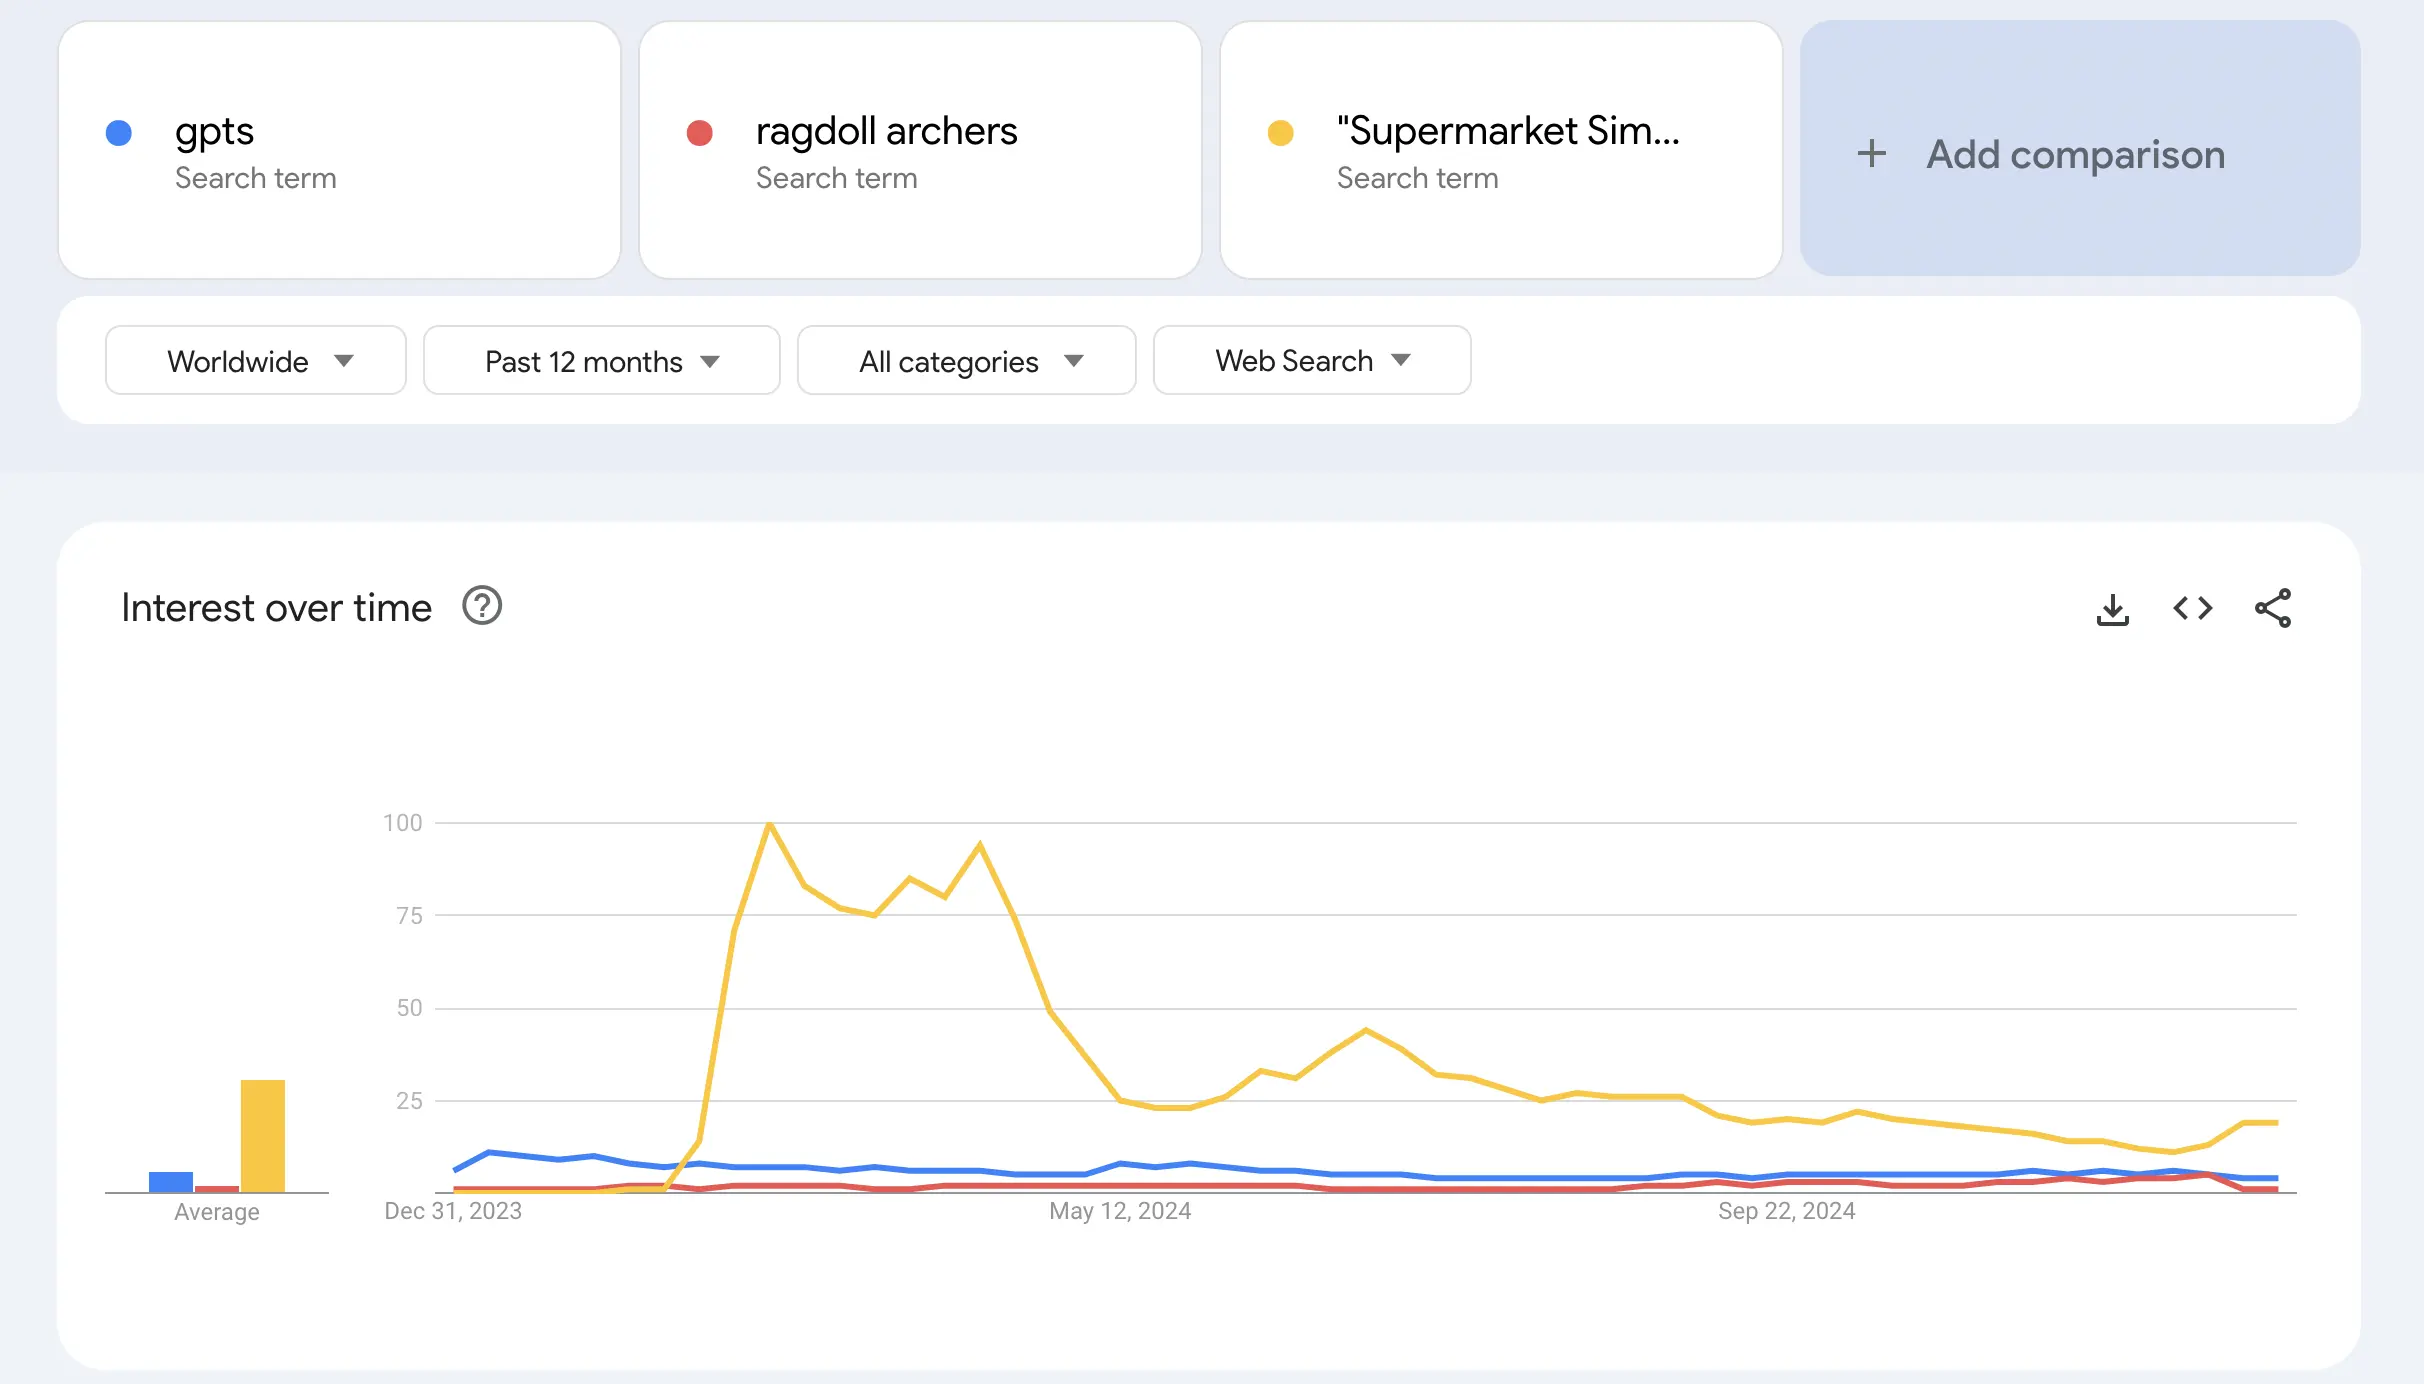 gpts
Search term
ragdoll archers
Search term
"Supermarket Sim...
Search term
+ Add comparison
Worldwide
Past 12 months
All categories
Web Search
Interest over time
100
75
50
25
Average
Dec 31, 2023
May 12, 2024
Sep 22, 2024